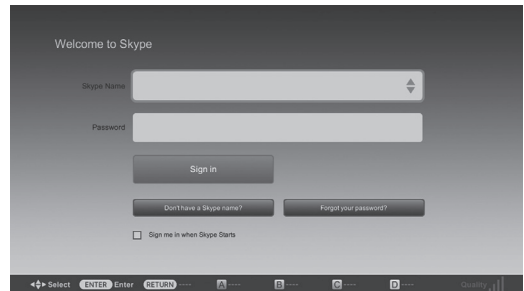 Welcome to Skype
Skype Name
Password
Sign in
Don't have a Skype name? Forgot your password?
Sign me in when Skype Starts
Select ENTER Enter RETURN ---- A ---- B ---- C ---- D ---- Quality